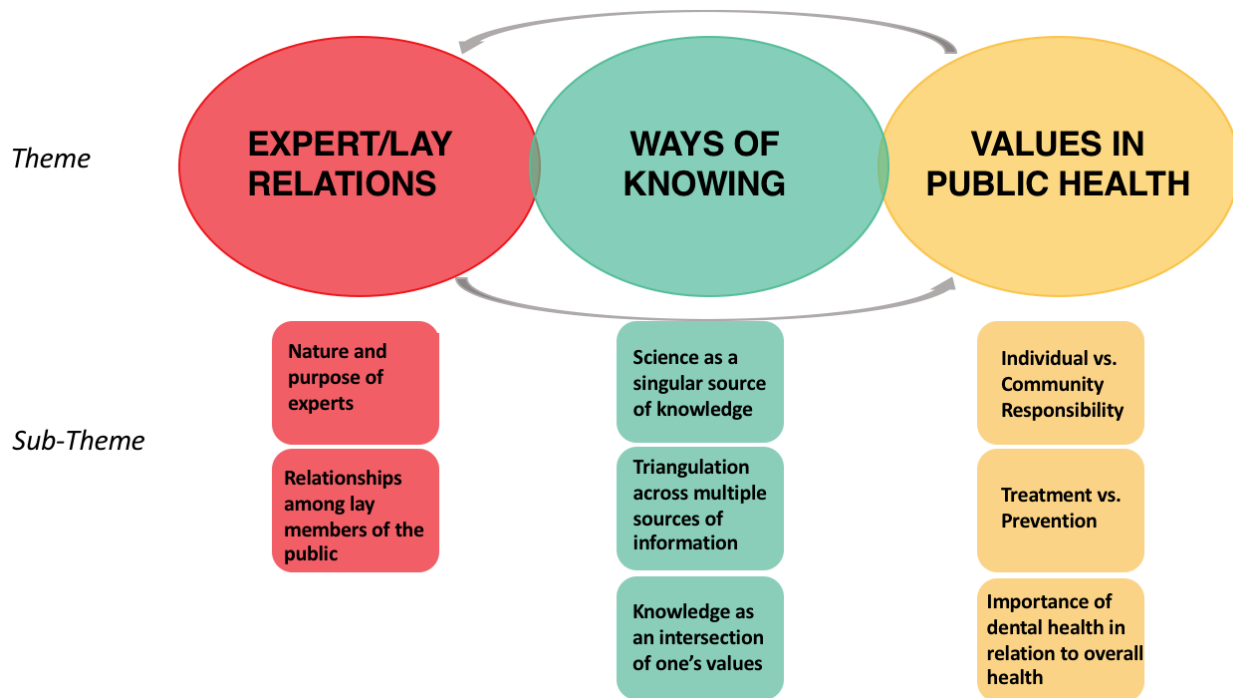 Theme
EXPERT/LAY
RELATIONS
WAYS OF
KNOWING
VALUES IN
PUBLIC HEALTH
Sub-Theme
Nature and
purpose of
experts
Relationships
among lay
members of the
public
Science as a
singular source
of knowledge
Triangulation
across multiple
sources of
information
Knowledge as
an intersection
of one’s values
Individual vs.
Community
Responsibility
Treatment vs.
Prevention
Importance of
dental health in
relation to overall
health